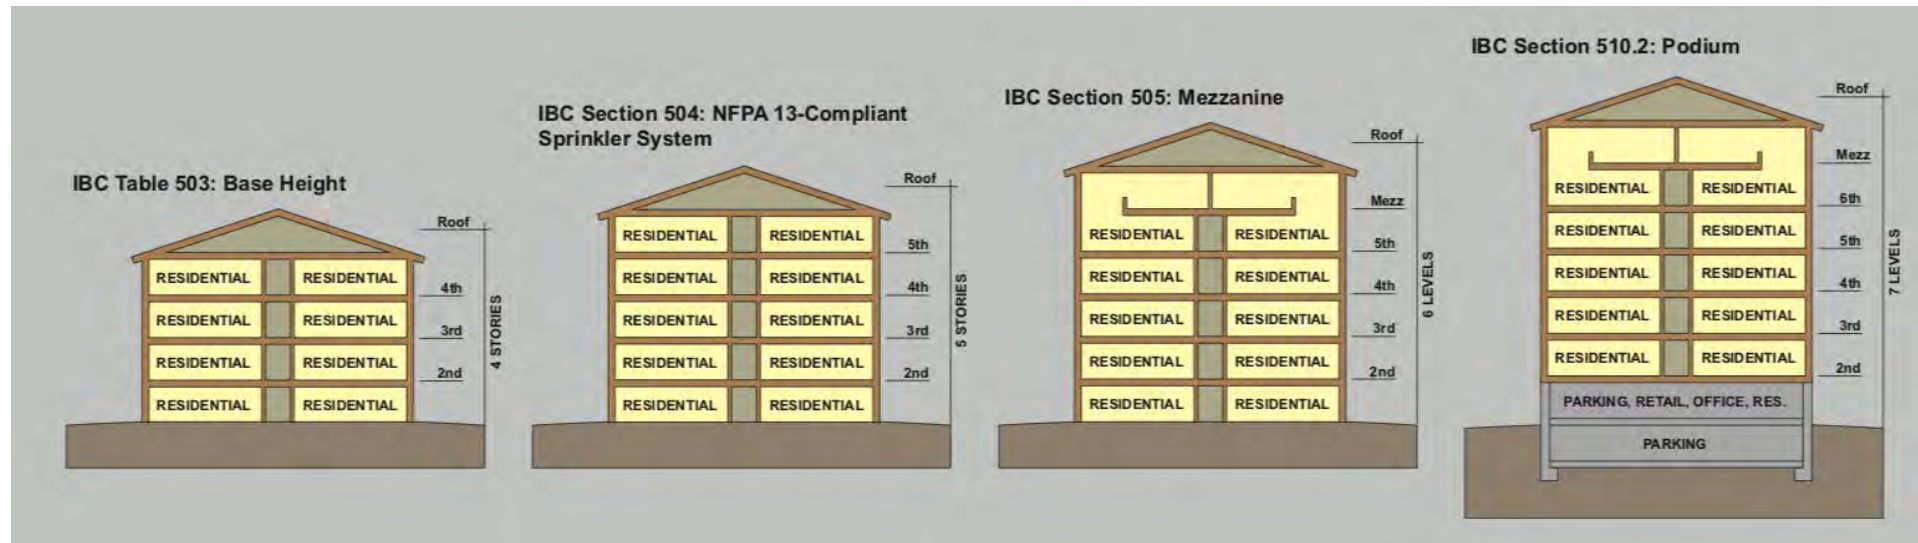 IBC Table 503: Base Height
Roof
RESIDENTIAL RESIDENTIAL
4th
RESIDENTIAL RESIDENTIAL
3rd
RESIDENTIAL RESIDENTIAL
2nd
RESIDENTIAL RESIDENTIAL
4 STORIES
IBC Section 504: NFPA 13-Compliant
Sprinkler System
Roof
RESIDENTIAL RESIDENTIAL
5th
RESIDENTIAL RESIDENTIAL
4th
RESIDENTIAL RESIDENTIAL
3rd
RESIDENTIAL RESIDENTIAL
2nd
RESIDENTIAL RESIDENTIAL
5 STORIES
IBC Section 505: Mezzanine
Roof
Mezz
RESIDENTIAL RESIDENTIAL
5th
RESIDENTIAL RESIDENTIAL
4th
RESIDENTIAL RESIDENTIAL
3rd
RESIDENTIAL RESIDENTIAL
2nd
RESIDENTIAL RESIDENTIAL
6 LEVELS
IBC Section 510.2: Podium
Roof
Mezz
RESIDENTIAL RESIDENTIAL
6th
RESIDENTIAL RESIDENTIAL
5th
RESIDENTIAL RESIDENTIAL
4th
RESIDENTIAL RESIDENTIAL
3rd
RESIDENTIAL RESIDENTIAL
2nd
PARKING, RETAIL, OFFICE, RES.
PARKING
7 LEVELS